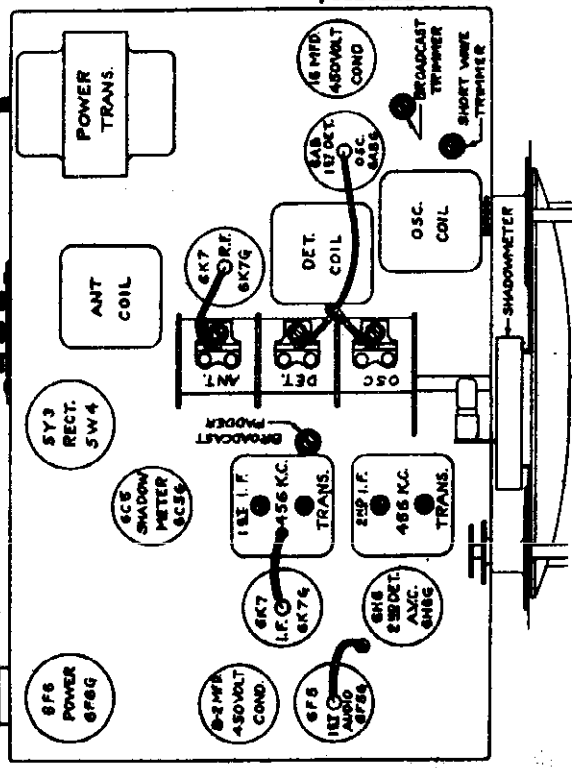 6F6
POWER
6F6G
5Y3
RECT.
5W4
ANT
COIL
POWER
TRANS.
6C5
SHADOW
METER
6C5G
8-2 MFD.
450 VOLT
COND.
6K7
I.F.
6K7G
1ST I.F.
456 K.C.
TRANS.
BROADCAST
PADDER
ANT.
DET.
OSC
6K7
R.F.
6K7G
DET.
COIL
6A8
1ST DET.
OSC.
6A8G
16 MFD.
450 VOLT
COND
6F5
1ST
AUDIO
6F5G
6H6
2ND DET.
A.V.C.
6H6G
2ND I.F.
456 K.C.
TRANS.
OSC.
COIL
BROADCAST
TRIMMER
SHORT WAVE
TRIMMER
SHADOWMETER